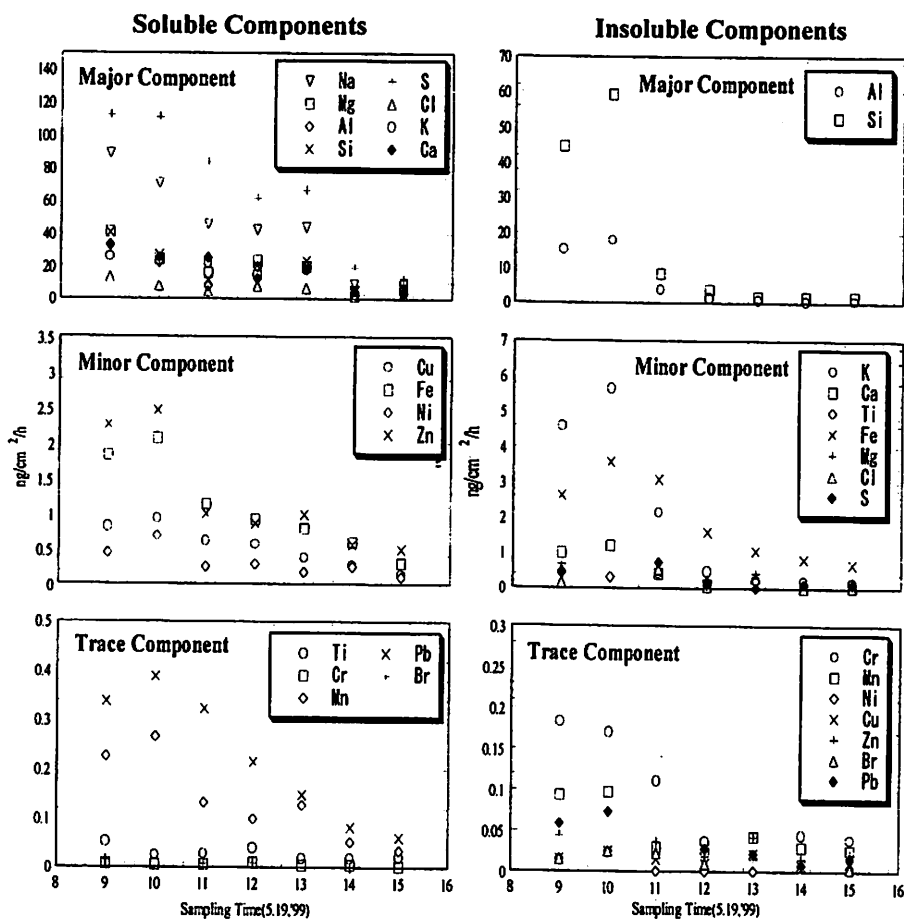 Soluble Components
Insoluble Components
Major Component
Na S
Mg Cl
Al K
Si Ca
140
120
100
80
60
40
20
0
Major Component
Al
Si
70
60
50
40
30
20
10
0
Minor Component
Cu
Fe
Ni
Zn
3.5
3
2.5
2
1.5
1
0.5
0
ng/cm²/h
Minor Component
K
Ca
Ti
Fe
Mg
Cl
S
7
6
5
4
3
2
1
0
ng/cm²/h
Trace Component
Ti Pb
Cr Br
Mn
0.5
0.4
0.3
0.2
0.1
0
8 9 10 11 12 13 14 15 16
Sampling Time(5.19,'99)
Trace Component
Cr
Mn
Ni
Cu
Zn
Br
Pb
0.3
0.2
0.15
0.1
0.05
0
8 9 10 11 12 13 14 15 16
Sampling Time(5.19,'99)